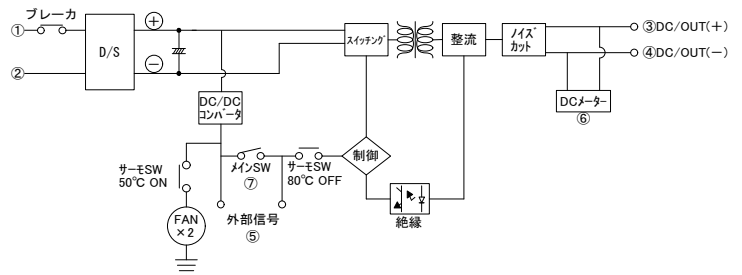 ブレーカ
①
②
D/S
+
−
スイッチング
整流
ノイズ
カット
③DC/OUT(+)
④DC/OUT(−)
DCメーター
⑥
DC/DC
コンバータ
サーモSW
50℃ ON
メインSW
⑦
サーモSW
80℃ OFF
制御
絶縁
外部信号
⑤
FAN
×2